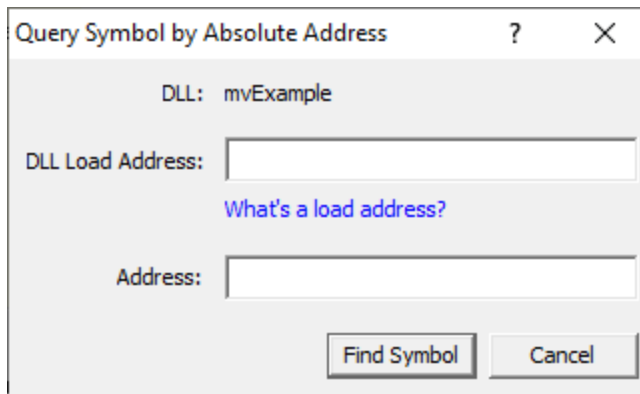 Query Symbol by Absolute Address ?
DLL: mvExample
DLL Load Address:
What's a load address?
Address:
Find Symbol Cancel